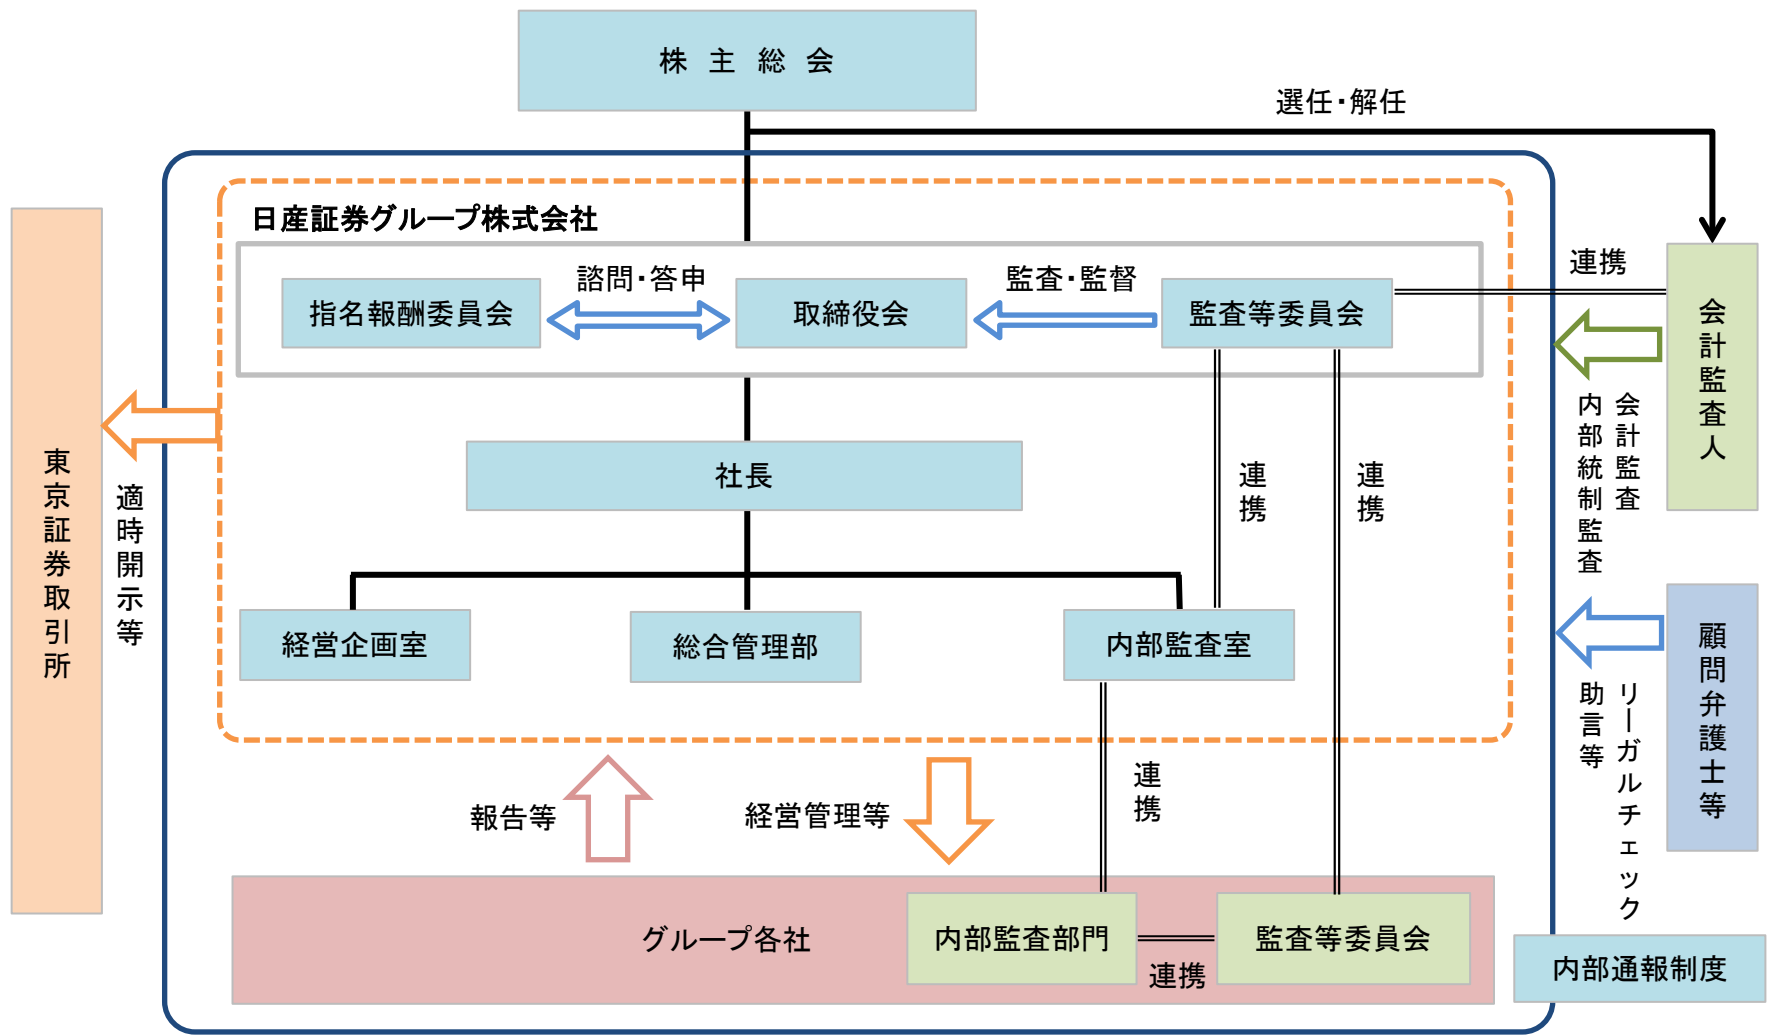 株 主 総 会
選任・解任
日産証券グループ株式会社
指名報酬委員会
諮問・答申
取締役会
監査・監督
監査等委員会
連携
会計監査人
会計監査
内部統制監査
東京証券取引所
適時開示等
社長
連携
連携
経営企画室
総合管理部
内部監査室
顧問弁護士等
リーガルチェック
助言等
報告等
経営管理等
連携
グループ各社
内部監査部門
連携
監査等委員会
内部通報制度